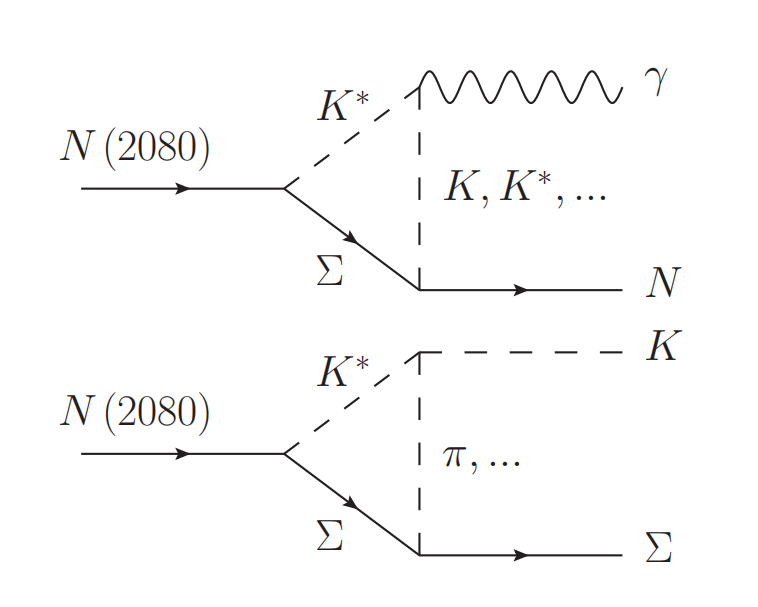 γ
K*
N (2080)
K, K*, ...
Σ
N
K
K*
N (2080)
π, ...
Σ
Σ